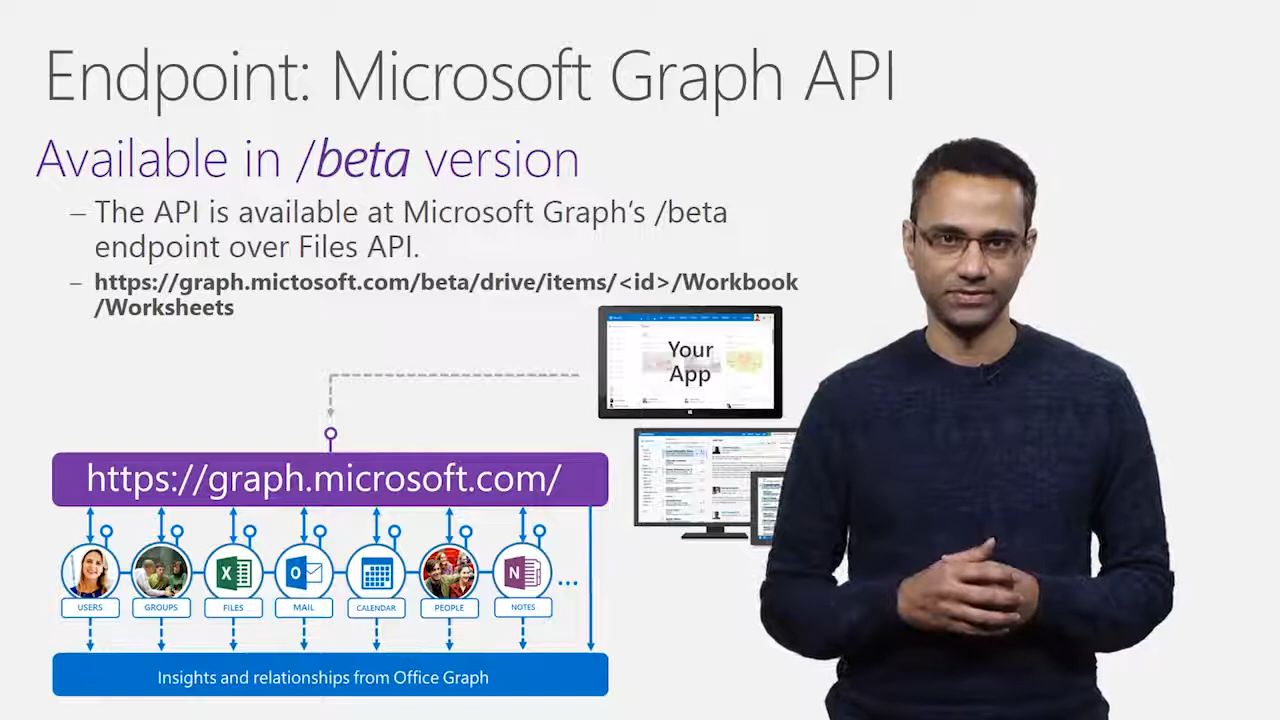 Endpoint: Microsoft Graph API
Available in /beta version
– The API is available at Microsoft Graph’s /beta
endpoint over Files API.
– https://graph.mictosoft.com/beta/drive/items/<id>/Workbook
/Worksheets
Your
App
https://graph.microsoft.com/
USERS
GROUPS
FILES
MAIL
CALENDAR
PEOPLE
NOTES
...
Insights and relationships from Office Graph